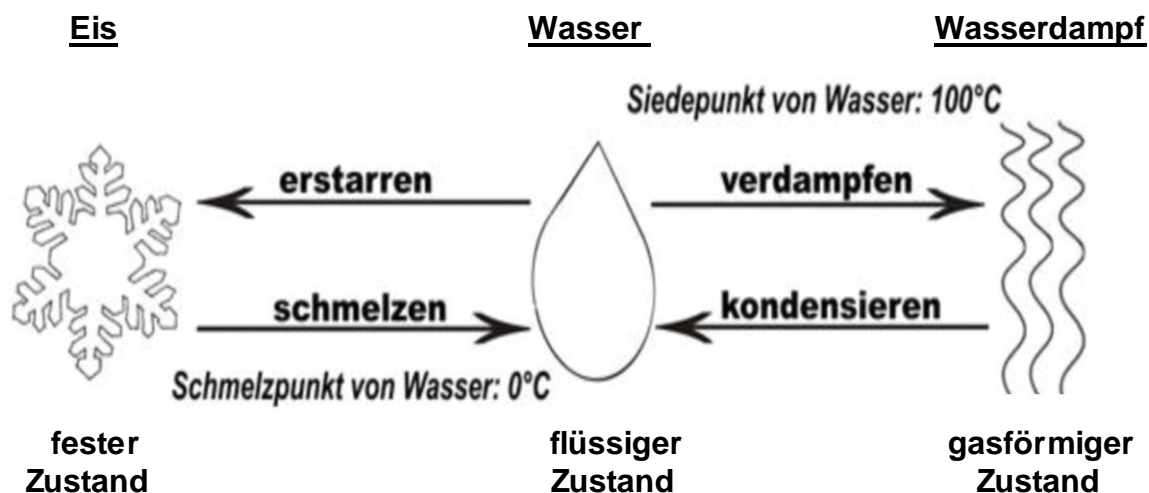 Eis
Wasser
Wasserdampf
Siedepunkt von Wasser: 100°C
erstarren
verdampfen
schmelzen
kondensieren
Schmelzpunkt von Wasser: 0°C
fester
Zustand
flüssiger
Zustand
gasförmiger
Zustand